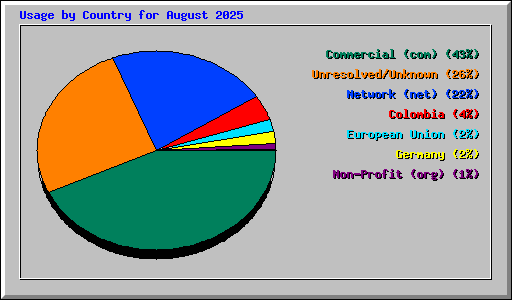 Usage by Country for August 2025
Commercial (com) (43%)
Unresolved/Unknown (26%)
Network (net) (22%)
Colombia (4%)
European Union (2%)
Germany (2%)
Non-Profit (org) (1%)